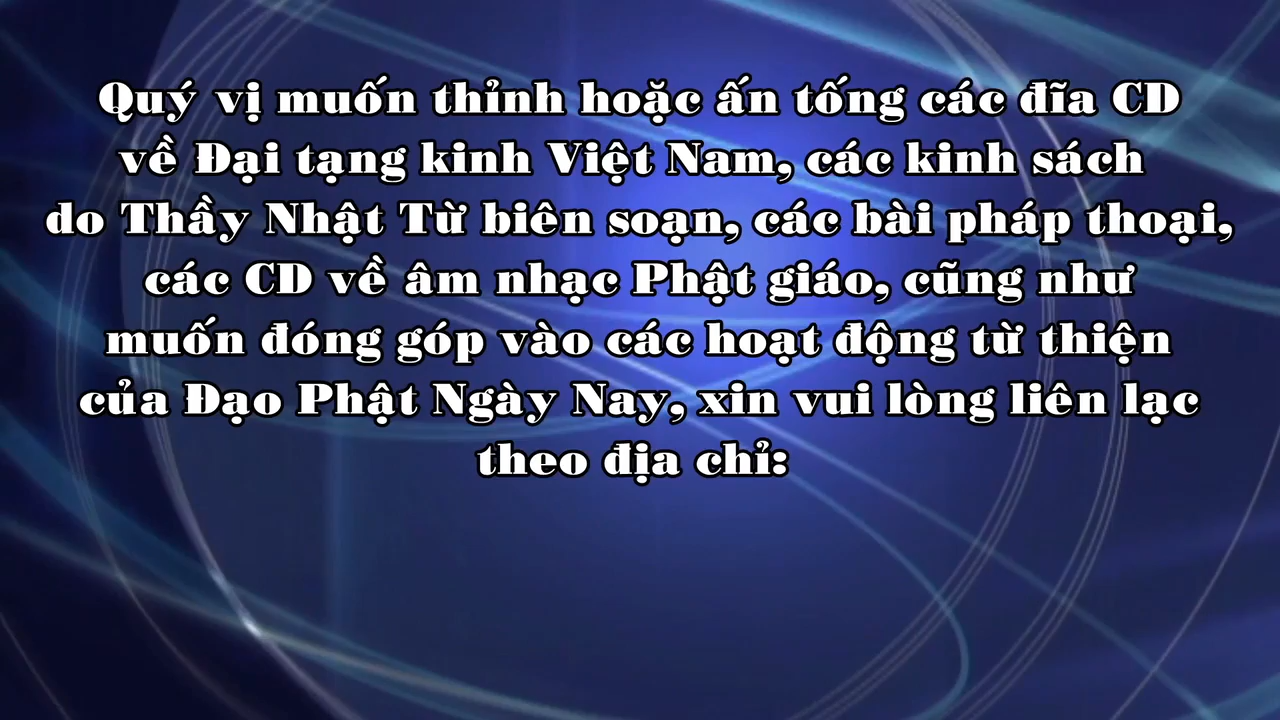 Quý vị muốn thỉnh hoặc ấn tống các đĩa CD
về Đại tạng kinh Việt Nam, các kinh sách
do Thầy Nhật Từ biên soạn, các bài pháp thoại,
các CD về âm nhạc Phật giáo, cũng như
muốn đóng góp vào các hoạt động từ thiện
của Đạo Phật Ngày Nay, xin vui lòng liên lạc
theo địa chỉ: